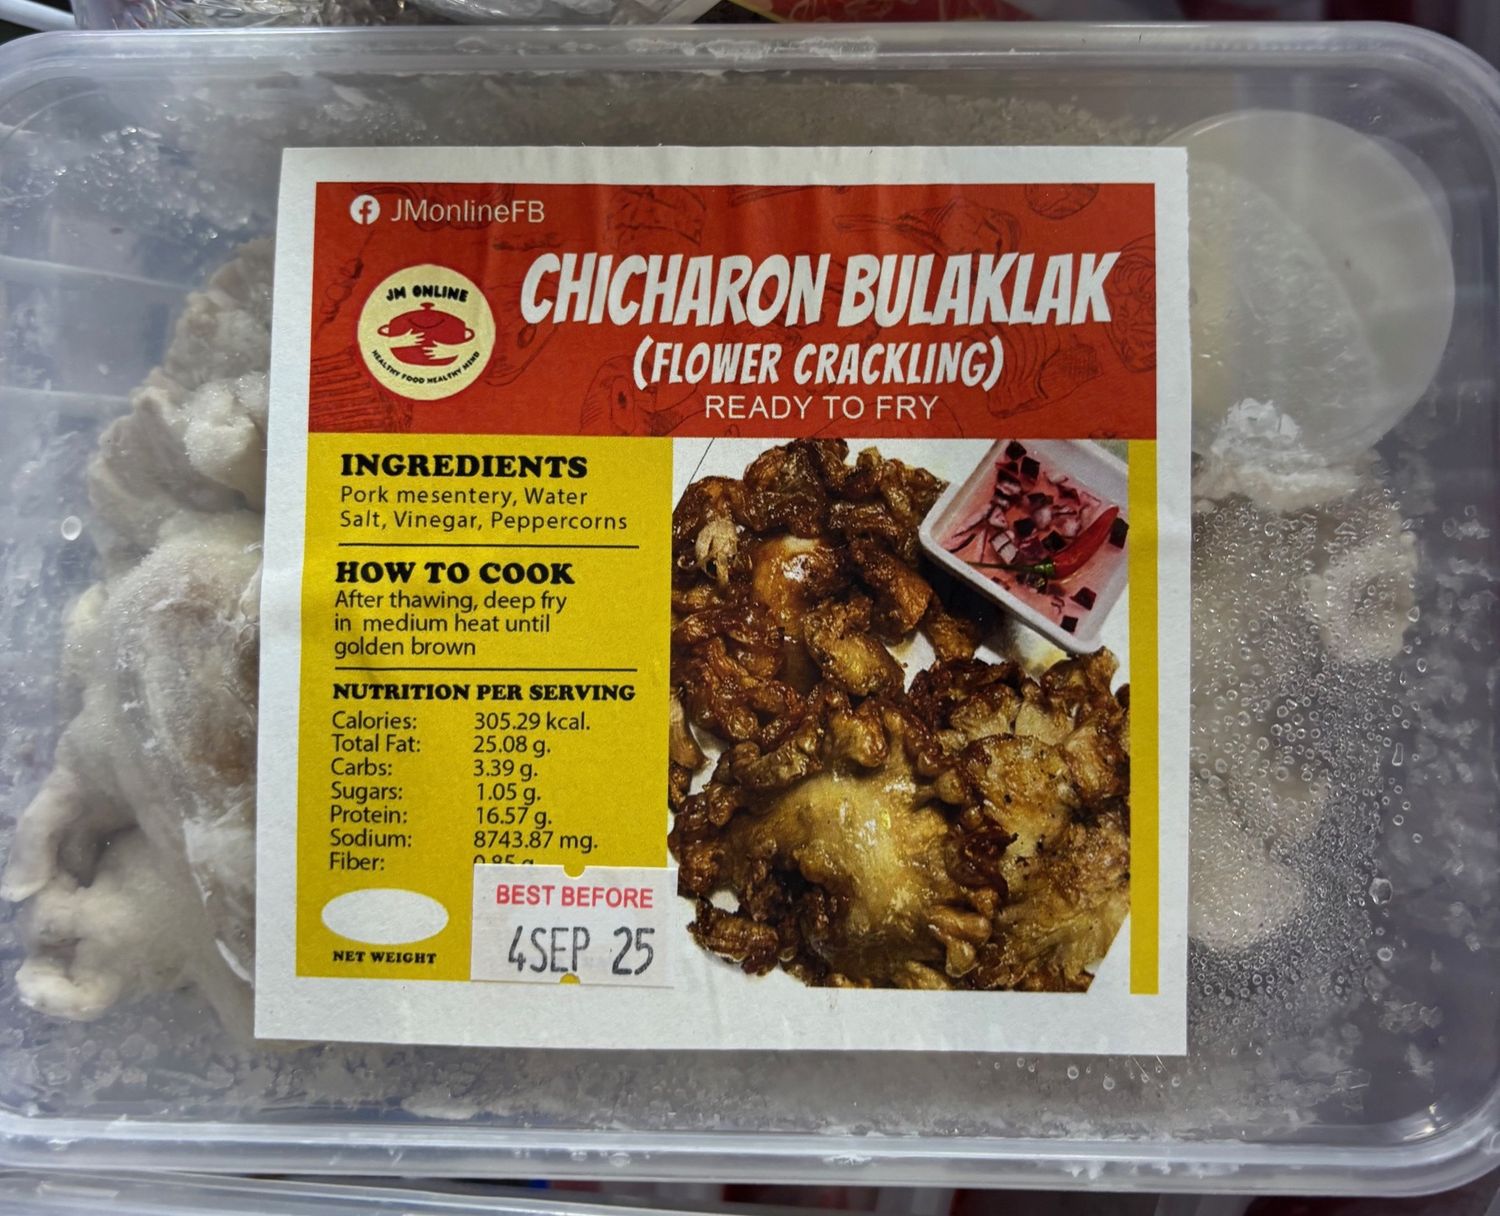 JMonlineFB
JM ONLINE
HEALTHY FOOD HEALTHY MIND
CHICHARON BULAKLAK
(FLOWER CRACKLING)
READY TO FRY
INGREDIENTS
Pork mesentery, Water
Salt, Vinegar, Peppercorns
HOW TO COOK
After thawing, deep fry
in medium heat until
golden brown
NUTRITION PER SERVING
Calories: 305.29 kcal.
Total Fat: 25.08 g.
Carbs: 3.39 g.
Sugars: 1.05 g.
Protein: 16.57 g.
Sodium: 8743.87 mg.
Fiber: 0.85 g
NET WEIGHT
BEST BEFORE
4SEP 25